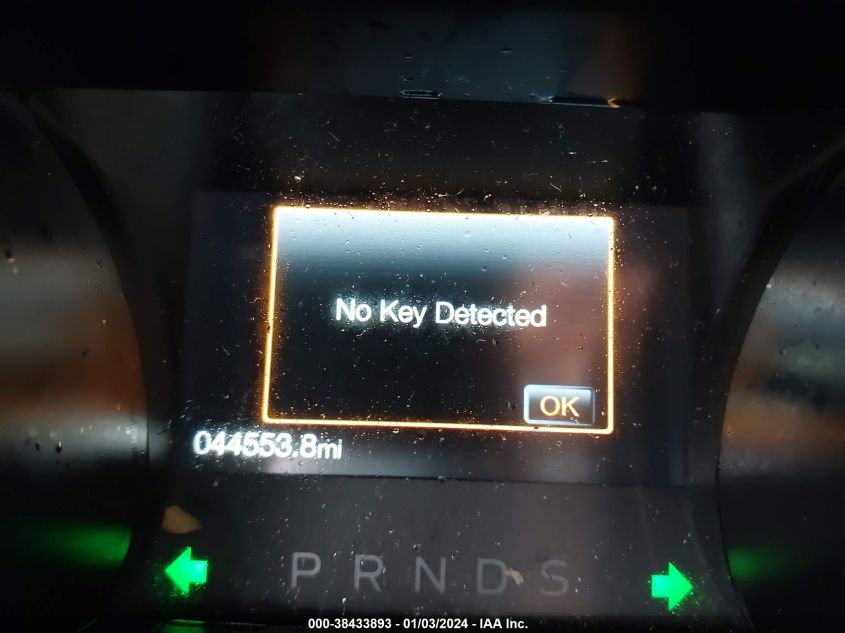 No Key Detected
OK
044553.8mi
P R N D S
000-38433893 - 01/03/2024 - IAA Inc.